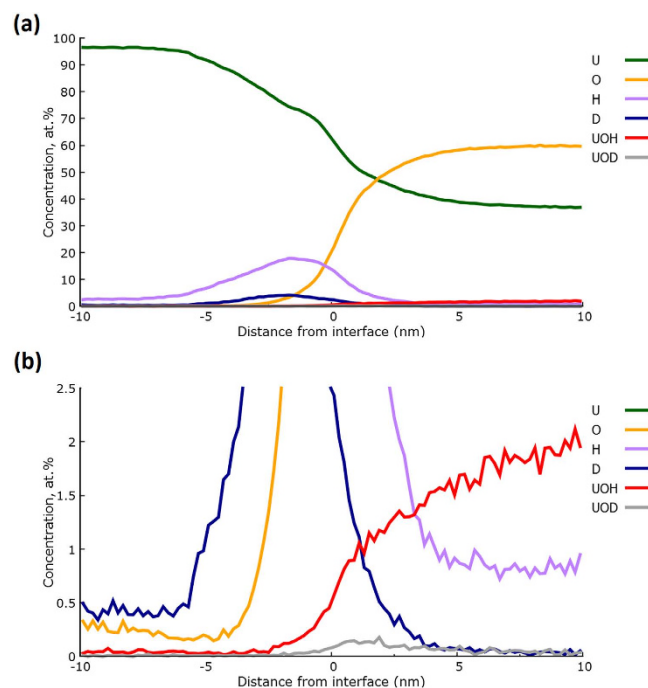 (a)
100
90
80
70
60
50
40
30
20
10
0
Concentration, at.%
-10
-5
0
5
10
Distance from interface (nm)
U
O
H
D
UOH
UOD
(b)
2.5
2
1.5
1
0.5
0
Concentration, at.%
-10
-5
0
5
10
Distance from interface (nm)
U
O
H
D
UOH
UOD